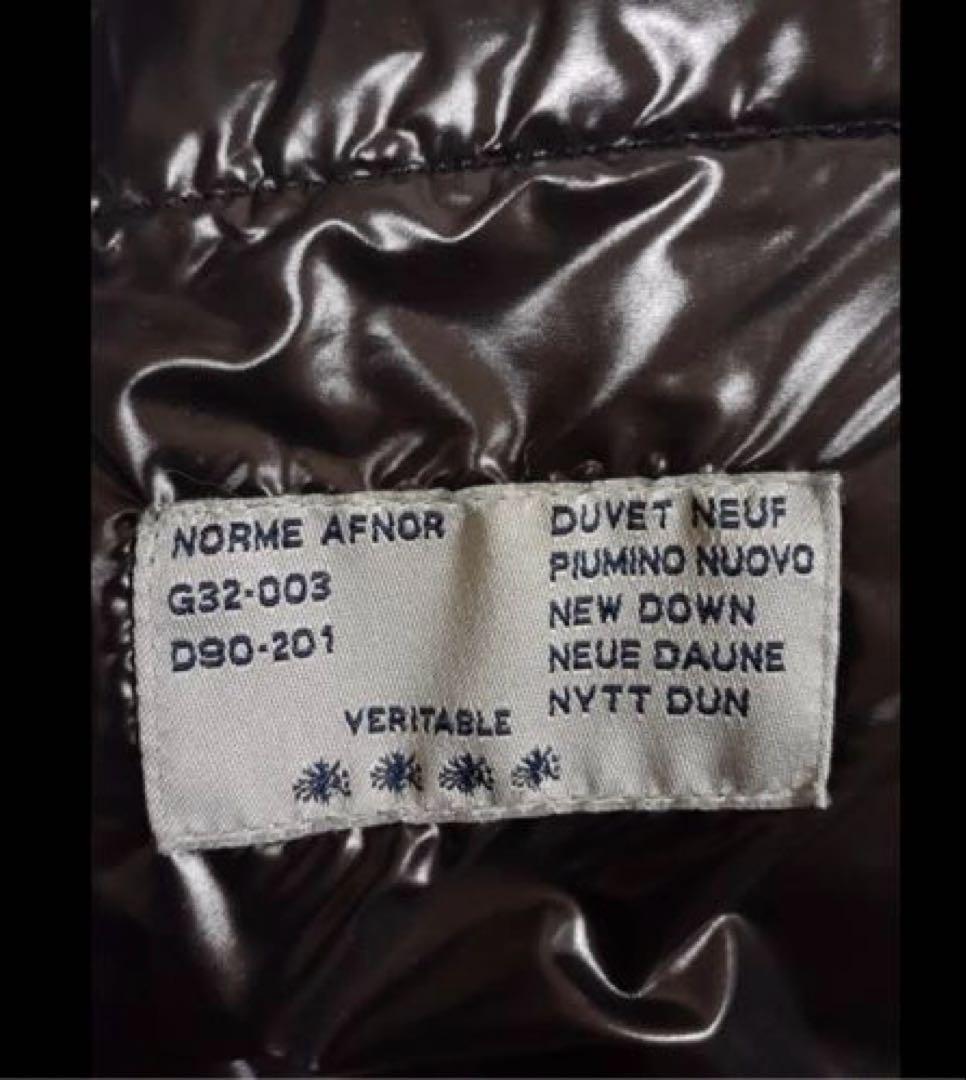 NORME AFNOR
G32-003
D90-201
VERITABLE
DUVET NEUF
PIUMINO NUOVO
NEW DOWN
NEUE DAUNE
NYTT DUN